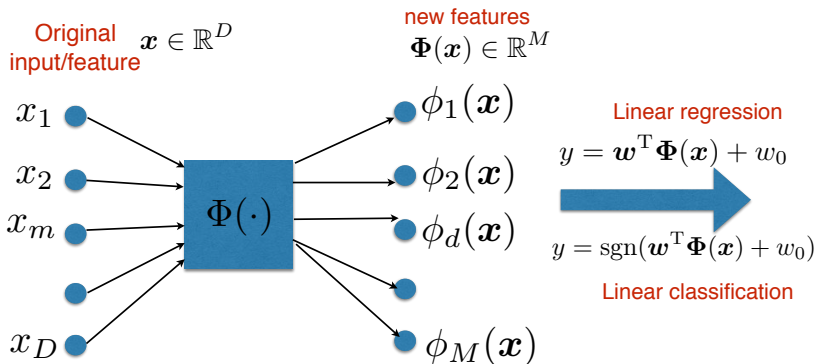 Original
input/feature
x ∈ ℝ^D
new features
Φ(x) ∈ ℝ^M
x_1
x_2
x_m
x_D
Φ(·)
ϕ_1(x)
ϕ_2(x)
ϕ_d(x)
ϕ_M(x)
Linear regression
y = w^T Φ(x) + w_0
y = sgn(w^T Φ(x) + w_0)
Linear classification